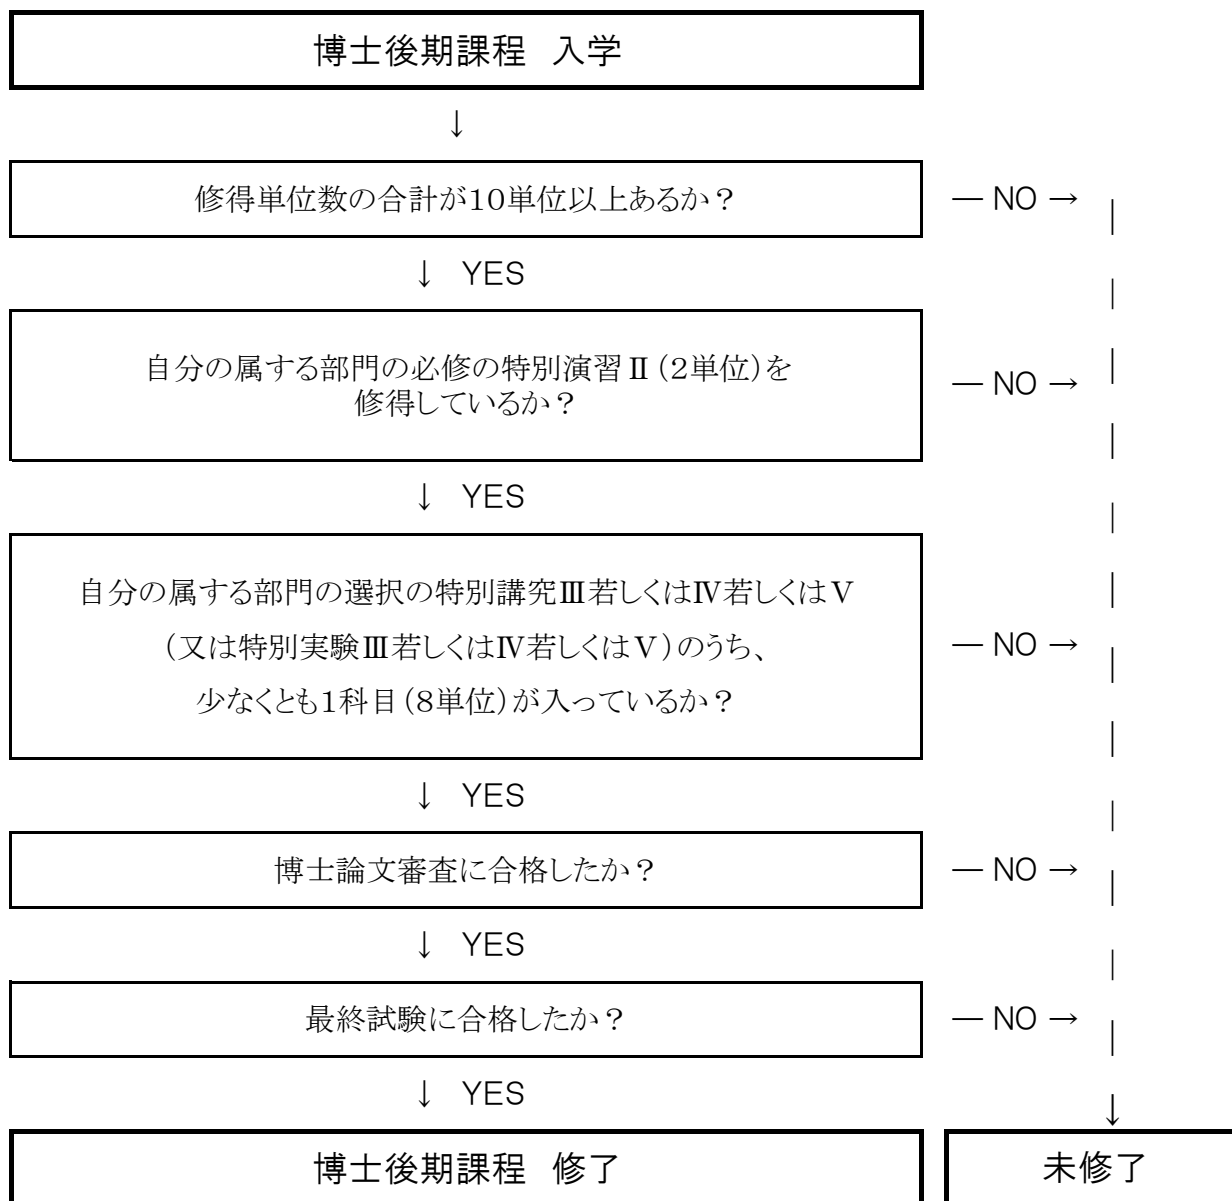 博士後期課程　入学
↓
修得単位数の合計が10単位以上あるか？
― NO →
↓ YES
自分の属する部門の必修の特別演習Ⅱ（2単位）を
修得しているか？
― NO →
↓ YES
自分の属する部門の選択の特別講究Ⅲ若しくはⅣ若しくはⅤ
（又は特別実験Ⅲ若しくはⅣ若しくはⅤ）のうち、
少なくとも1科目（8単位）が入っているか？
― NO →
↓ YES
博士論文審査に合格したか？
― NO →
↓ YES
最終試験に合格したか？
― NO →
↓ YES
↓
博士後期課程　修了
未修了